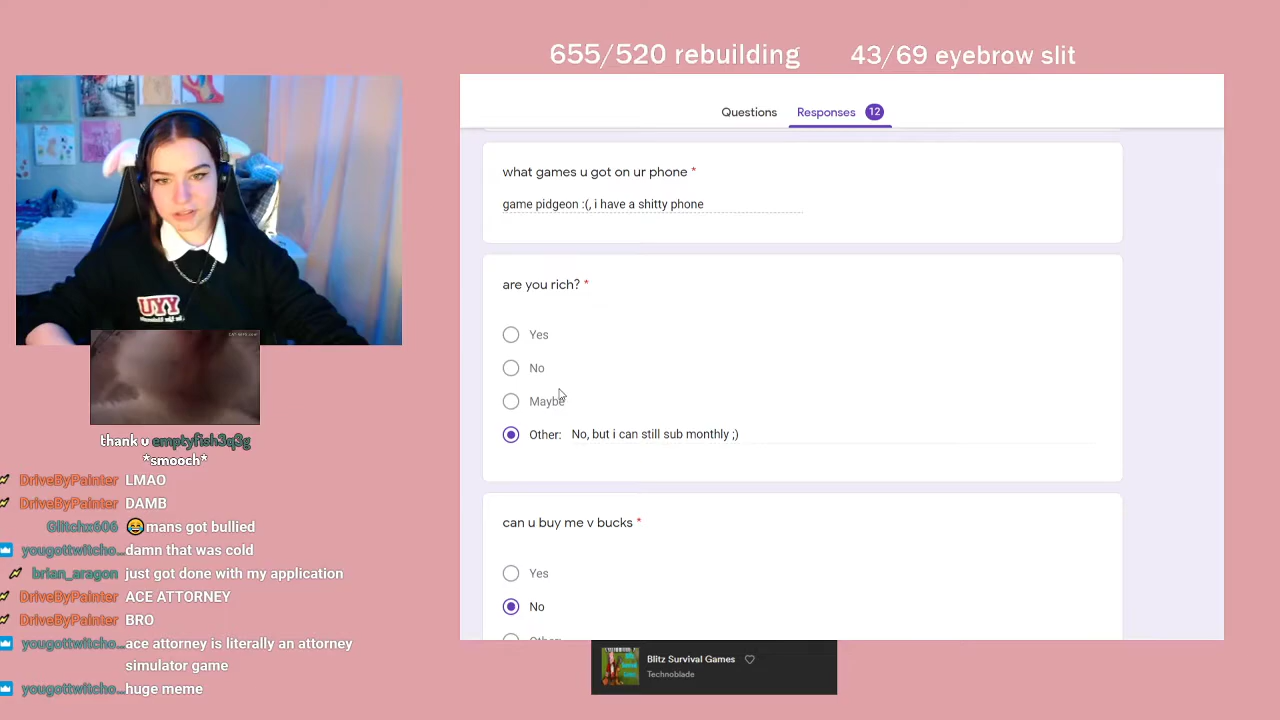 655/520 rebuilding
43/69 eyebrow slit
Questions
Responses 12
what games u got on ur phone *
game pidgeon :(, i have a shitty phone
are you rich? *
Yes
No
Maybe
Other: No, but i can still sub monthly ;)
can u buy me v bucks *
Yes
No
Other:
UYY
thank u emptyfish3q3g
*smooch*
DriveByPainter LMAO
DriveByPainter DAMB
Glitchx606 😂mans got bullied
yougottwitcho... damn that was cold
brian_aragon just got done with my application
DriveByPainter ACE ATTORNEY
DriveByPainter BRO
yougottwitcho... ace attorney is literally an attorney
simulator game
yougottwitcho... huge meme
Blitz Survival Games
Technoblade